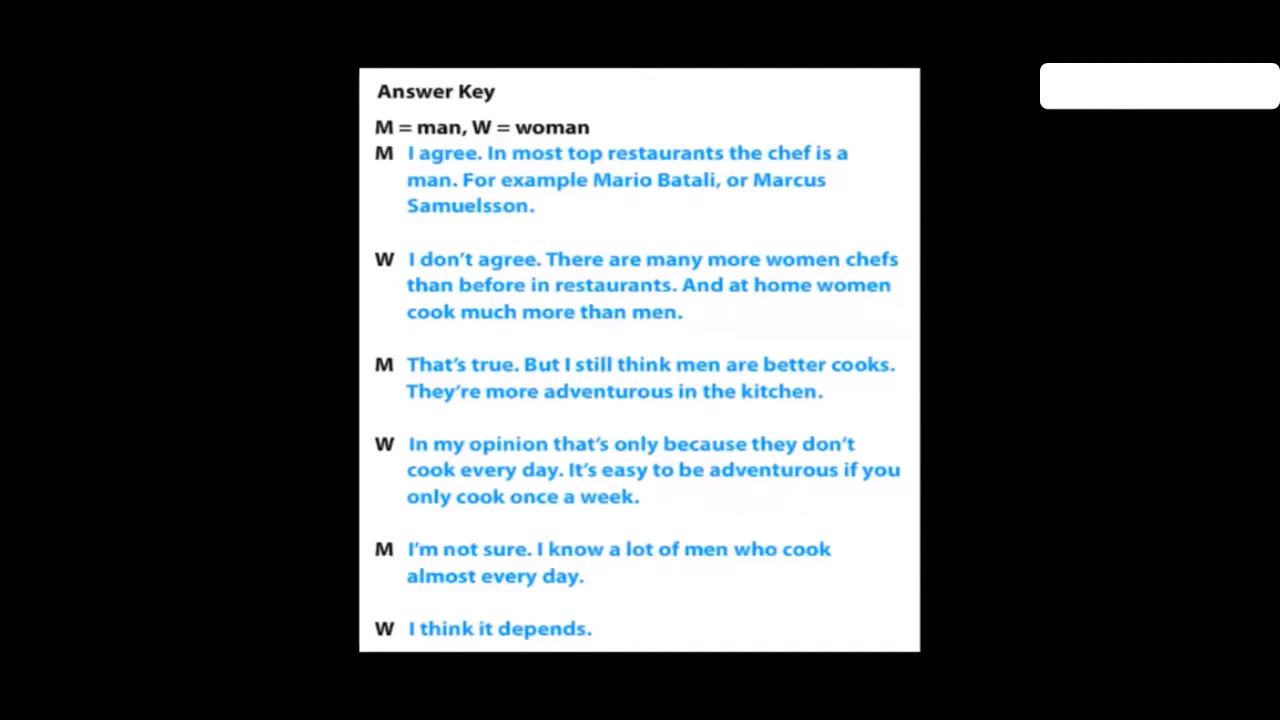 Answer Key
M = man, W = woman
M I agree. In most top restaurants the chef is a
man. For example Mario Batali, or Marcus
Samuelsson.
W I don't agree. There are many more women chefs
than before in restaurants. And at home women
cook much more than men.
M That's true. But I still think men are better cooks.
They're more adventurous in the kitchen.
W In my opinion that's only because they don't
cook every day. It's easy to be adventurous if you
only cook once a week.
M I'm not sure. I know a lot of men who cook
almost every day.
W I think it depends.